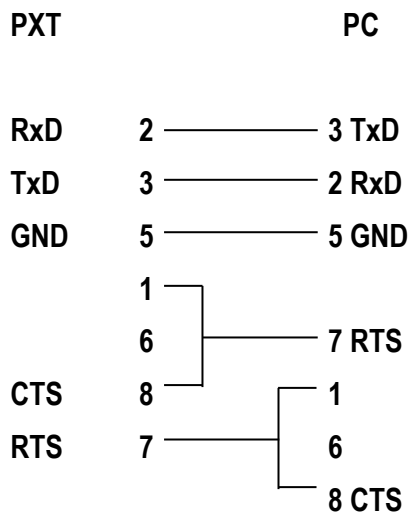 PXT PC
RxD 2 3 TxD
TxD 3 2 RxD
GND 5 5 GND
1
6 7 RTS
CTS 8 1
RTS 7 6
8 CTS